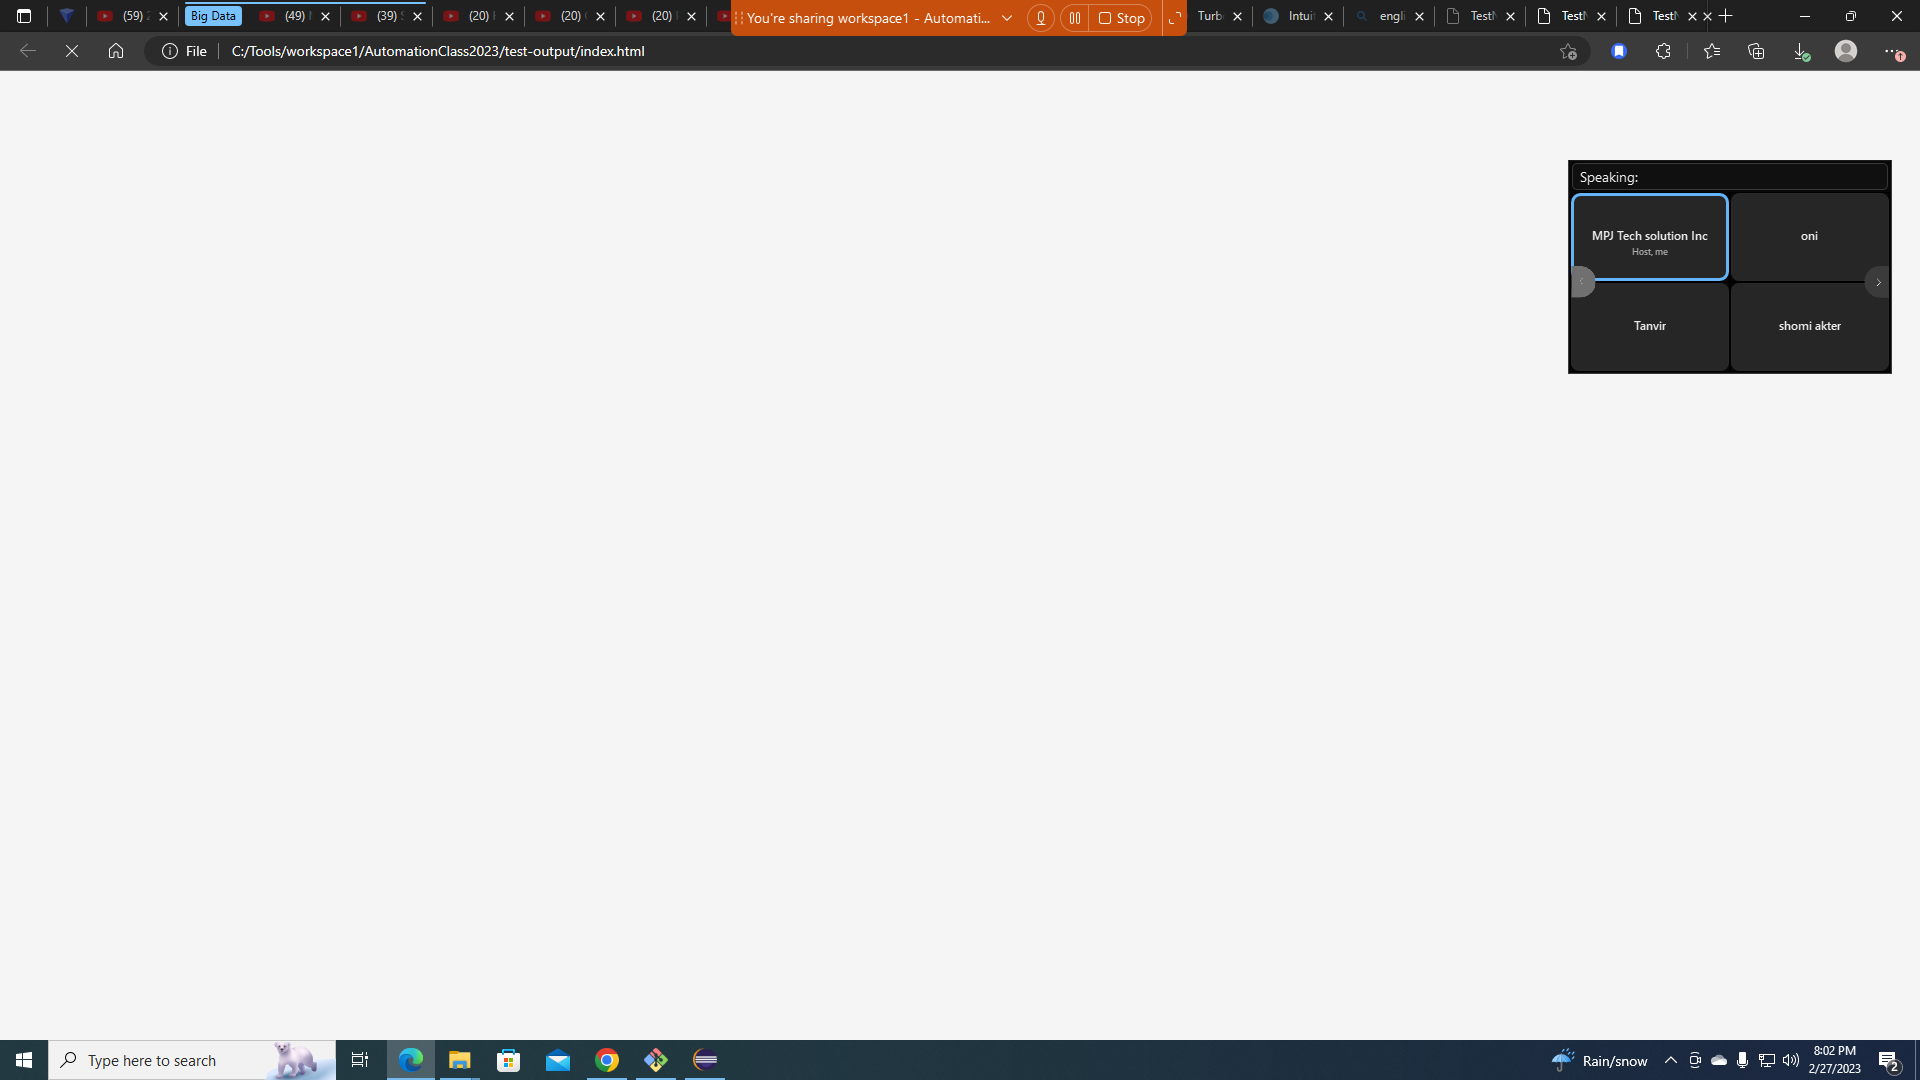 (59)
Big Data
(49)
(39)
(20)
(20)
(20)
You're sharing workspace1 - Automati...
Stop
Turb
Intui
engli
Test
Test
Test
File
C:/Tools/workspace1/AutomationClass2023/test-output/index.html
Speaking:
MPJ Tech solution Inc
Host, me
oni
Tanvir
shomi akter
Type here to search
Rain/snow
8:02 PM
2/27/2023
2